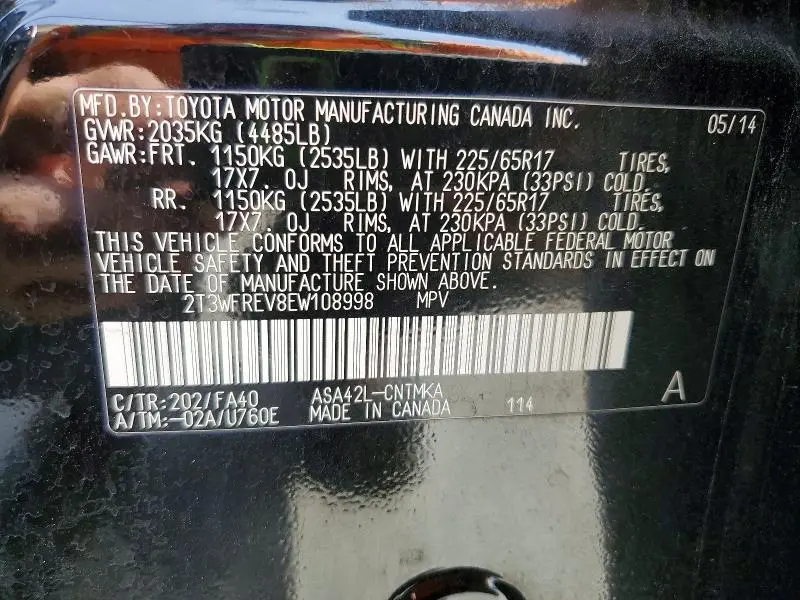 MFD.BY:TOYOTA MOTOR MANUFACTURING CANADA INC. 05/14
GVWR:2035KG (4485LB)
GAWR:FRT. 1150KG (2535LB) WITH 225/65R17 TIRES,
17X7. 0J RIMS, AT 230KPA (33PSI) COLD.
RR. 1150KG (2535LB) WITH 225/65R17 TIRES,
17X7. 0J RIMS, AT 230KPA (33PSI) COLD.
THIS VEHICLE CONFORMS TO ALL APPLICABLE FEDERAL MOTOR
VEHICLE SAFETY AND THEFT PREVENTION STANDARDS IN EFFECT ON
THE DATE OF MANUFACTURE SHOWN ABOVE.
2T3WFREV8EW108998 MPV
C/TR:202/FA40 ASA42L-CNTMKA
A/TM:-02A/U760E MADE IN CANADA 114 A